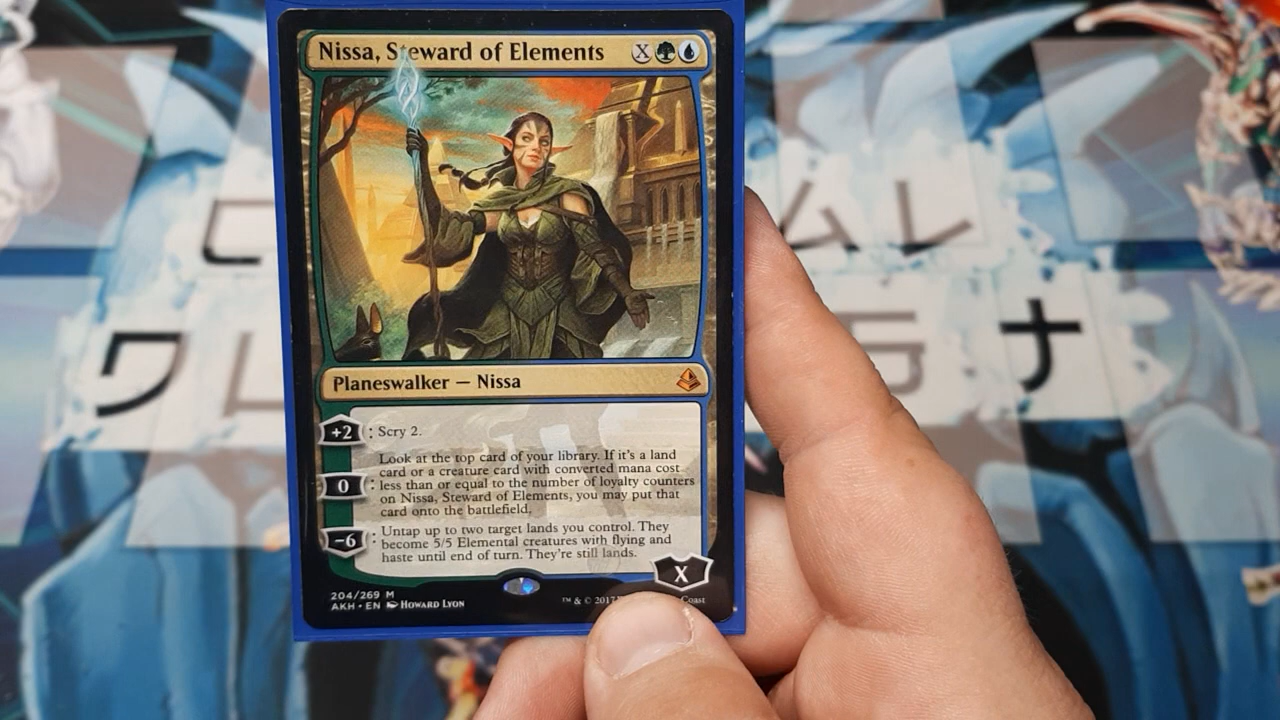 Nissa, Steward of Elements X
Planeswalker — Nissa
+2 : Scry 2.
Look at the top card of your library. If it's a land
card or a creature card with converted mana cost
0 : less than or equal to the number of loyalty counters
on Nissa, Steward of Elements, you may put that
card onto the battlefield.
-6 : Untap up to two target lands you control. They
become 5/5 Elemental creatures with flying and
haste until end of turn. They're still lands.
X
204/269 M
AKH • EN Howard Lyon
™ & © 2017 Coast
ム レ
ナ